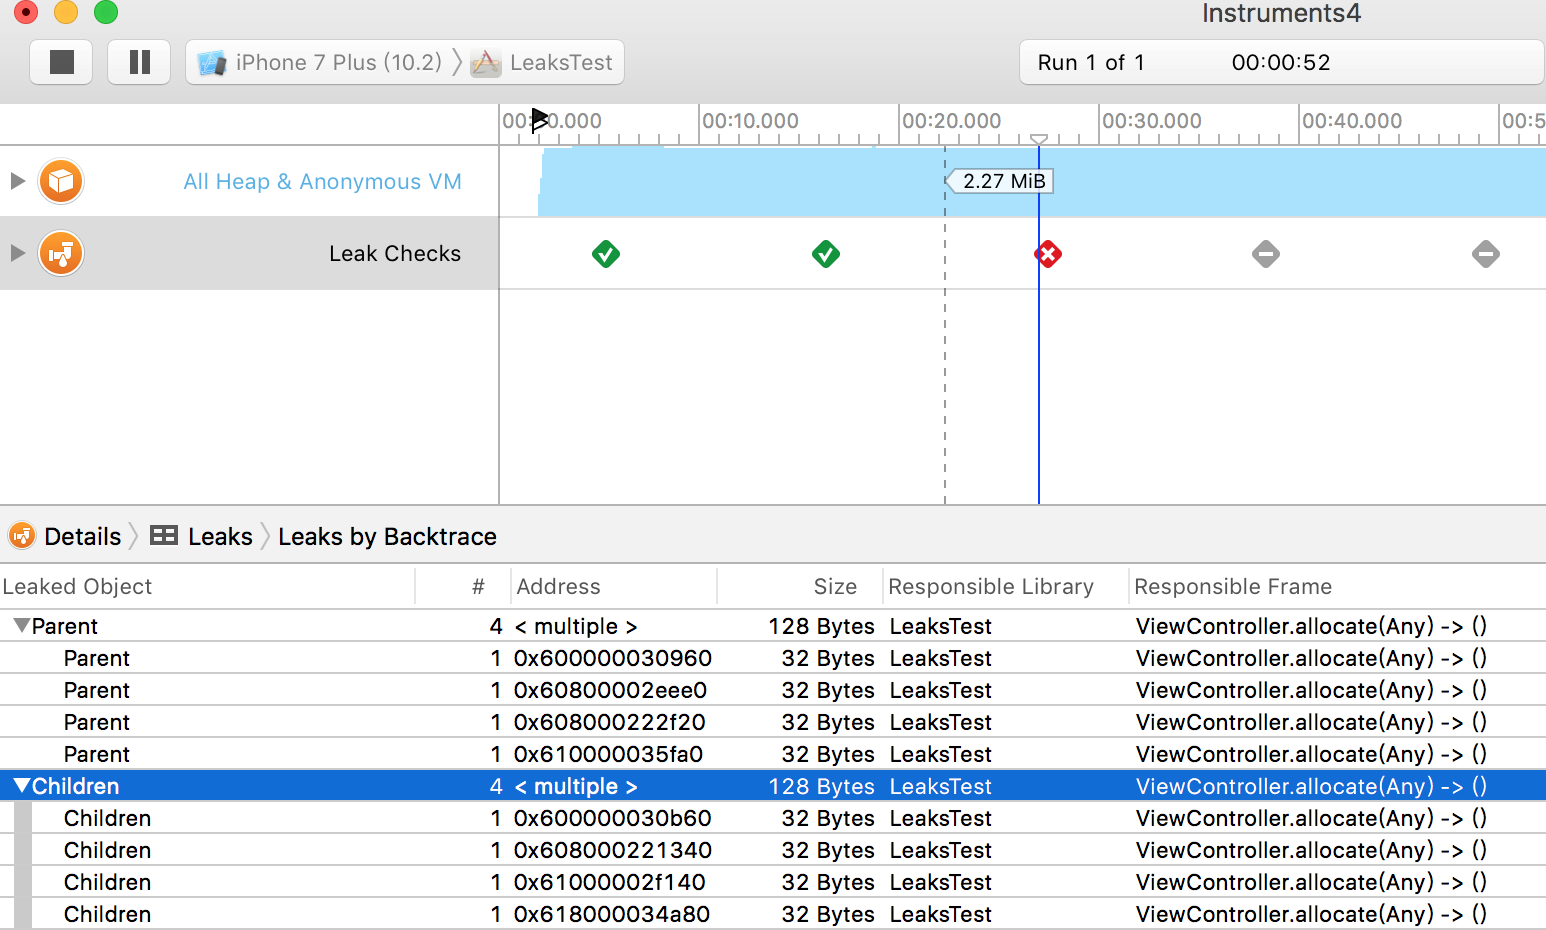 Instruments4
iPhone 7 Plus (10.2) LeaksTest
Run 1 of 1 00:00:52
00:10.000 00:20.000 00:30.000 00:40.000 00:5
All Heap & Anonymous VM
2.27 MiB
Leak Checks
Details Leaks Leaks by Backtrace
Leaked Object # Address Size Responsible Library Responsible Frame
Parent 4 < multiple > 128 Bytes LeaksTest ViewController.allocate(Any) -> ()
Parent 1 0x600000030960 32 Bytes LeaksTest ViewController.allocate(Any) -> ()
Parent 1 0x60800002eee0 32 Bytes LeaksTest ViewController.allocate(Any) -> ()
Parent 1 0x608000222f20 32 Bytes LeaksTest ViewController.allocate(Any) -> ()
Parent 1 0x610000035fa0 32 Bytes LeaksTest ViewController.allocate(Any) -> ()
Children 4 < multiple > 128 Bytes LeaksTest ViewController.allocate(Any) -> ()
Children 1 0x600000030b60 32 Bytes LeaksTest ViewController.allocate(Any) -> ()
Children 1 0x608000221340 32 Bytes LeaksTest ViewController.allocate(Any) -> ()
Children 1 0x61000002f140 32 Bytes LeaksTest ViewController.allocate(Any) -> ()
Children 1 0x618000034a80 32 Bytes LeaksTest ViewController.allocate(Any) -> ()